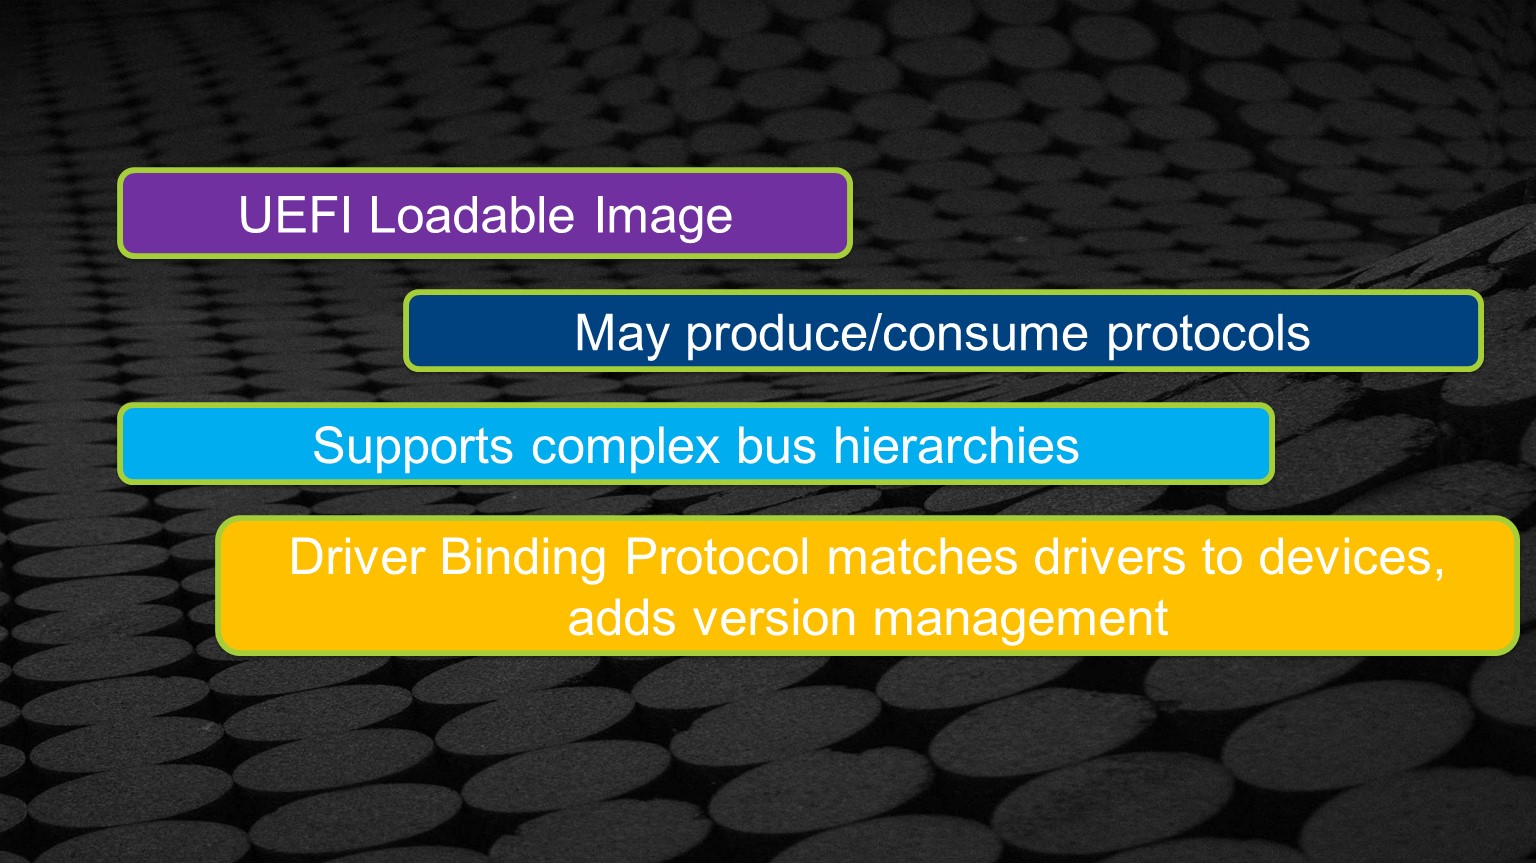 UEFI Loadable Image
May produce/consume protocols
Supports complex bus hierarchies
Driver Binding Protocol matches drivers to devices,
adds version management